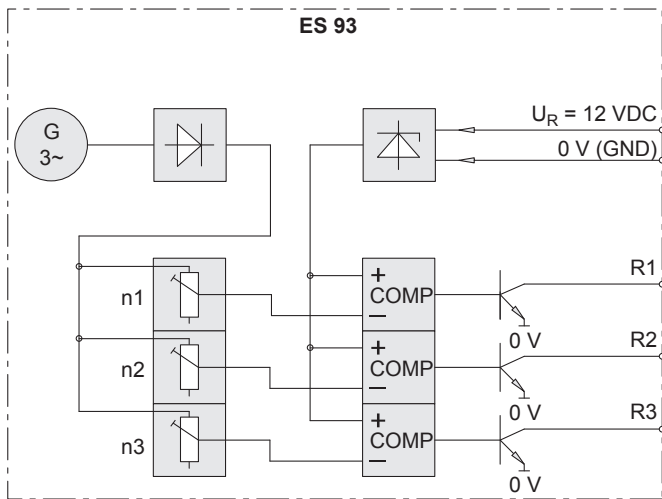 ES 93
G
3~
U_R = 12 VDC
0 V (GND)
n1
+
COMP
–
R1
0 V
n2
+
COMP
–
R2
0 V
n3
+
COMP
–
R3
0 V